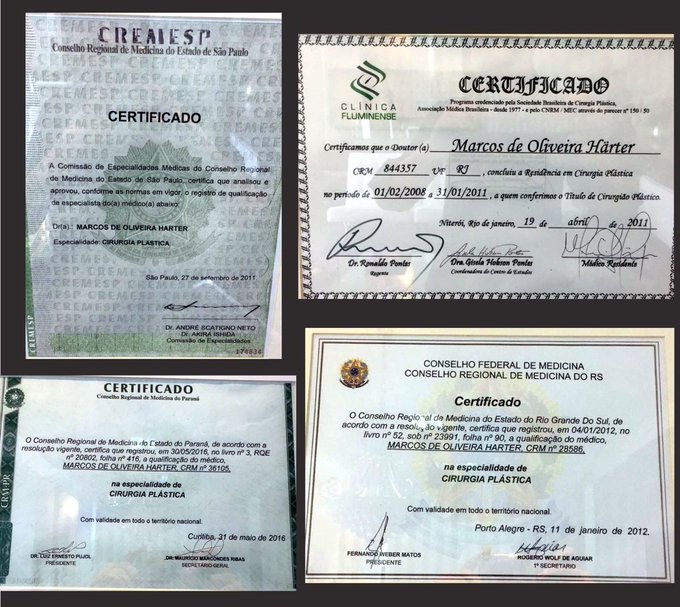 CREMESP
Conselho Regional de Medicina do Estado de São Paulo
CERTIFICADO
A Comissão de Especialidades Médicas do Conselho Regional
de Medicina do Estado de São Paulo, certifica que analisou e
aprovou, conforme as normas em vigor, o registro de qualificação
de especialista do(a) médico(a) abaixo:
Dr(a).: MARCOS DE OLIVEIRA HARTER
Especialidade: CIRURGIA PLASTICA
São Paulo, 27 de setembro de 2011.
Dr. ANDRÉ SCATIGNO NETO
Dr. AKIRA ISHIDA
Comissão de Especialidades
174834
CREMESP
CLÍNICA
FLUMINENSE
CERTIFICADO
Programa credenciado pela Sociedade Brasileira de Cirurgia Plástica,
Associação Médica Brasileira - desde 1977 - e pelo CNRM / MEC através do parecer nº 150 / 50
Certificamos que o Doutor (a) Marcos de Oliveira Härter
CRM 844357 UF RJ, concluiu a Residência em Cirurgia Plástica
no período de 01/02/2008 a 31/01/2011, a quem conferimos o Título de Cirurgião Plástico.
Niterói, Rio de janeiro, 19 de abril de 2011
Dr. Ronaldo Pontes
Regente
Dra. Gisela Hobson Pontes
Coordenadora do Centro de Estudos
Médico. Residente
CERTIFICADO
Conselho Regional de Medicina do Paraná
O Conselho Regional de Medicina do Estado do Paraná, de acordo com a
resolução vigente, certifica que registrou, em 30/05/2016, no livro nº 3, RQE
nº 20802, folha nº 416, a qualificação do médico,
MARCOS DE OLIVEIRA HARTER, CRM nº 36105,
na especialidade de
CIRURGIA PLÁSTICA
Com validade em todo o território nacional.
Curitiba, 31 de maio de 2016
DR. LUIZ ERNESTO PUJOL
PRESIDENTE
DR. MAURICIO MARCONDES RIBAS
SECRETÁRIO-GERAL
CRM-PR
CONSELHO FEDERAL DE MEDICINA
CONSELHO REGIONAL DE MEDICINA DO RS
Certificado
O Conselho Regional de Medicina do Estado do Rio Grande Do Sul, de
acordo com a resolução vigente, certifica que registrou, em 04/01/2012, no
livro nº 52, sob nº 23991, folha nº 90, a qualificação do médico,
MARCOS DE OLIVEIRA HARTER, CRM nº 28586,
na especialidade de
CIRURGIA PLÁSTICA
Com validade em todo o território nacional.
Porto Alegre - RS, 11 de janeiro de 2012.
FERNANDO WEBER MATOS
PRESIDENTE
ROGÉRIO WOLF DE AGUIAR
1º SECRETÁRIO